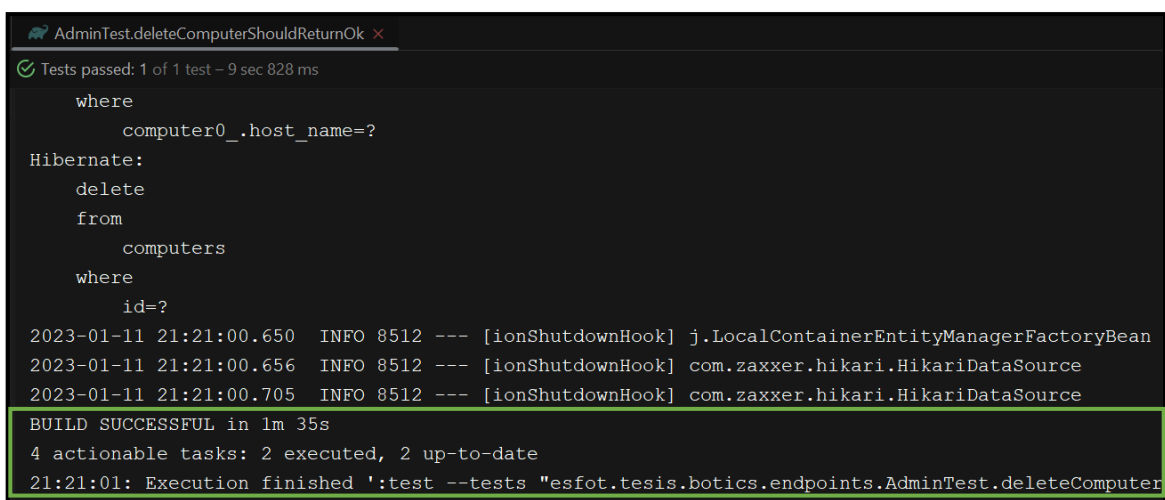 AdminTest.deleteComputerShouldReturnOk ×
Tests passed: 1 of 1 test – 9 sec 828 ms
where
computer0_.host_name=?
Hibernate:
delete
from
computers
where
id=?
2023-01-11 21:21:00.650  INFO 8512 --- [ionShutdownHook] j.LocalContainerEntityManagerFactoryBean
2023-01-11 21:21:00.656  INFO 8512 --- [ionShutdownHook] com.zaxxer.hikari.HikariDataSource
2023-01-11 21:21:00.705  INFO 8512 --- [ionShutdownHook] com.zaxxer.hikari.HikariDataSource
BUILD SUCCESSFUL in 1m 35s
4 actionable tasks: 2 executed, 2 up-to-date
21:21:01: Execution finished ':test --tests "esfot.tesis.botics.endpoints.AdminTest.deleteComputer